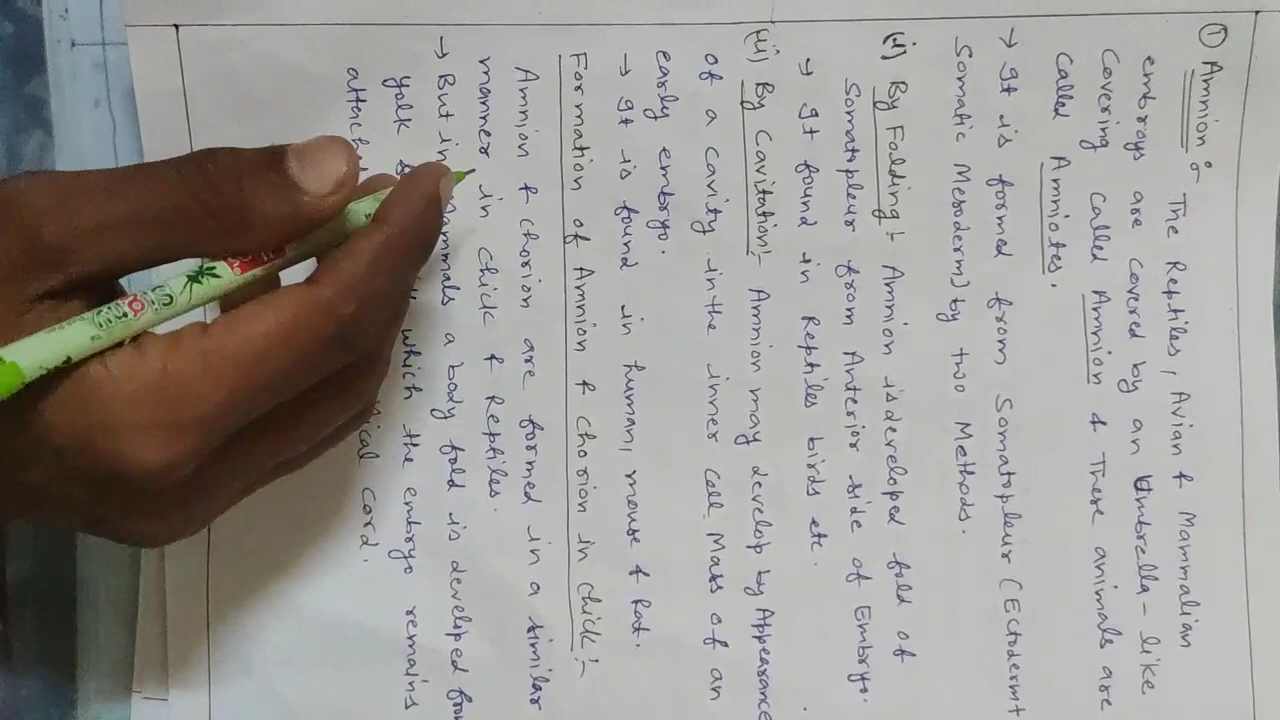 ① Amnion :- The Reptiles, Avian & Mammalian
embroys are covered by an Umbrella-like
Covering called Amnion & These animals are
called Amniotes.
→ It is formed from Somatopleur (Ectoderm+
Somatic Mesoderm) by two Methods.
(i) By Folding:- Amnion is developed fold of
Somatopleur from Anterior side of Embryo.
→ It found in Reptiles birds etc.
(ii) By Cavitation:- Amnion may develop by Appearance
of a cavity in the inner cell Mass of an
early embryo.
→ It is found in human, mouse & Rat.
Formation of Amnion & chorion in chick:-
Amnion & chorion are formed in a similar
manner in chick & Reptiles.
→ But in mammals a body fold is developed from
yolk which the embryo remains
cord.